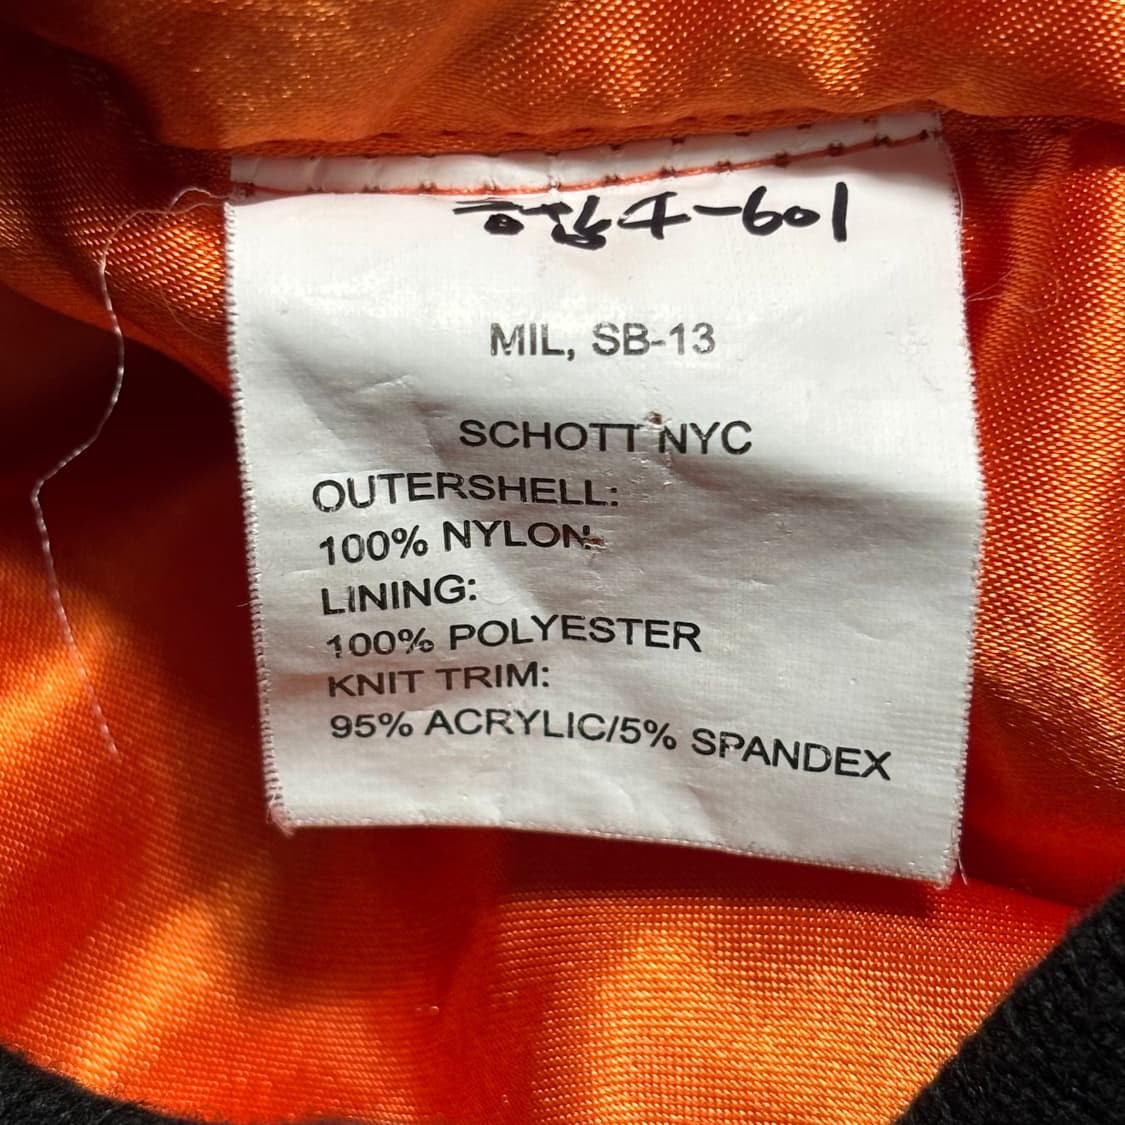 4-601
MIL, SB-13
SCHOTT NYC
OUTERSHELL:
100% NYLON
LINING:
100% POLYESTER
KNIT TRIM:
95% ACRYLIC/5% SPANDEX